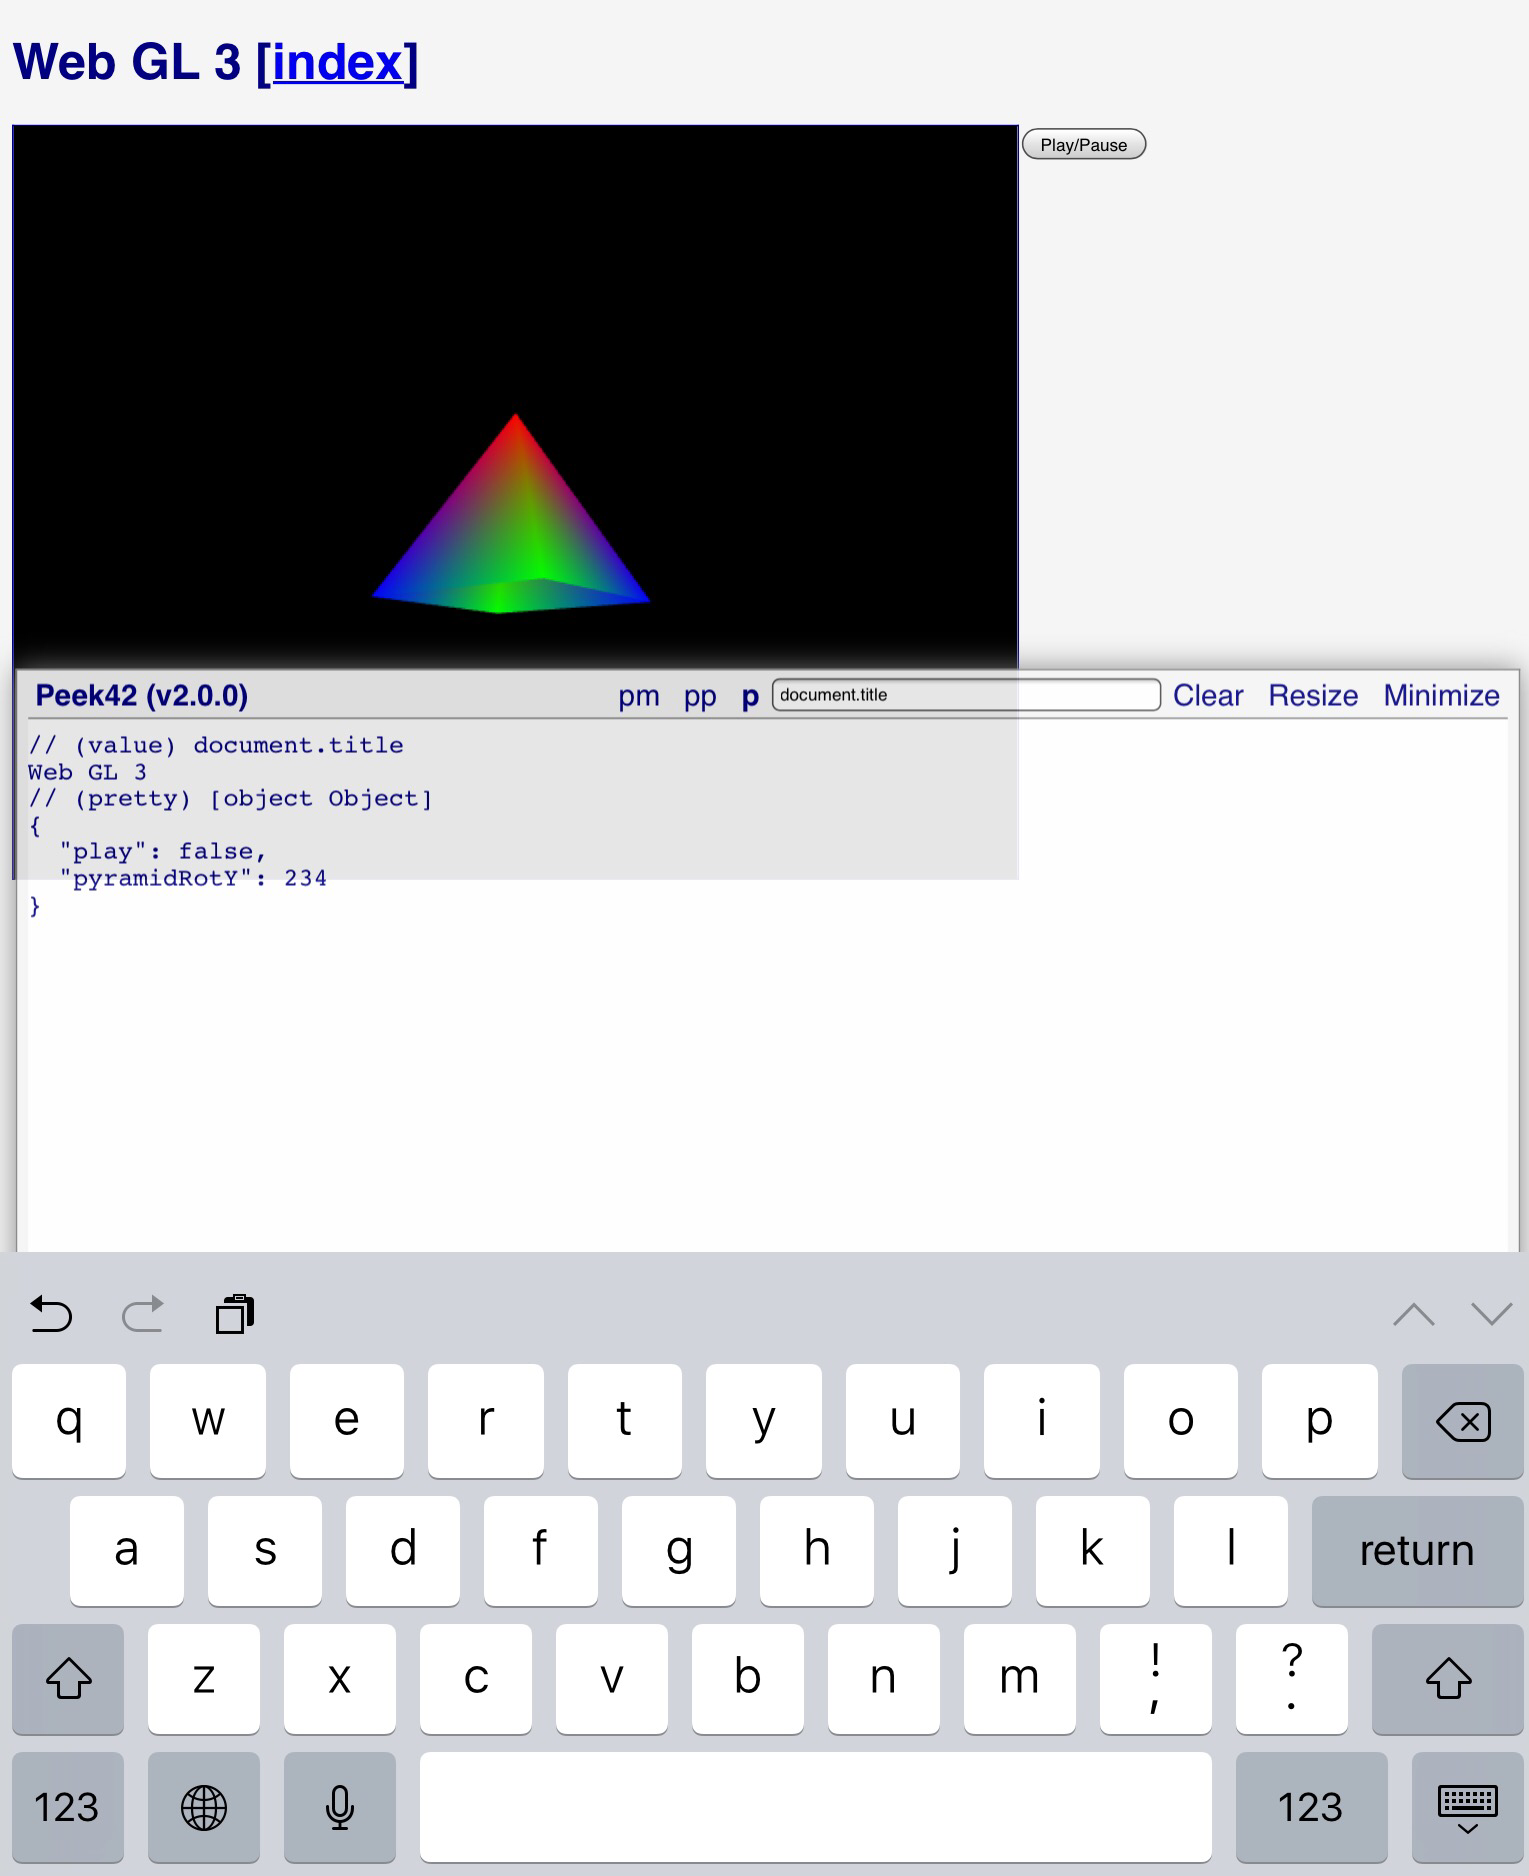 Web GL 3 [index]
Play/Pause
Peek42 (v2.0.0) pm pp p document.title Clear Resize Minimize
// (value) document.title
Web GL 3
// (pretty) [object Object]
{
  "play": false,
  "pyramidRotY": 234
}
q w e r t y u i o p
a s d f g h j k l return
z x c v b n m ! , ? .
123 123